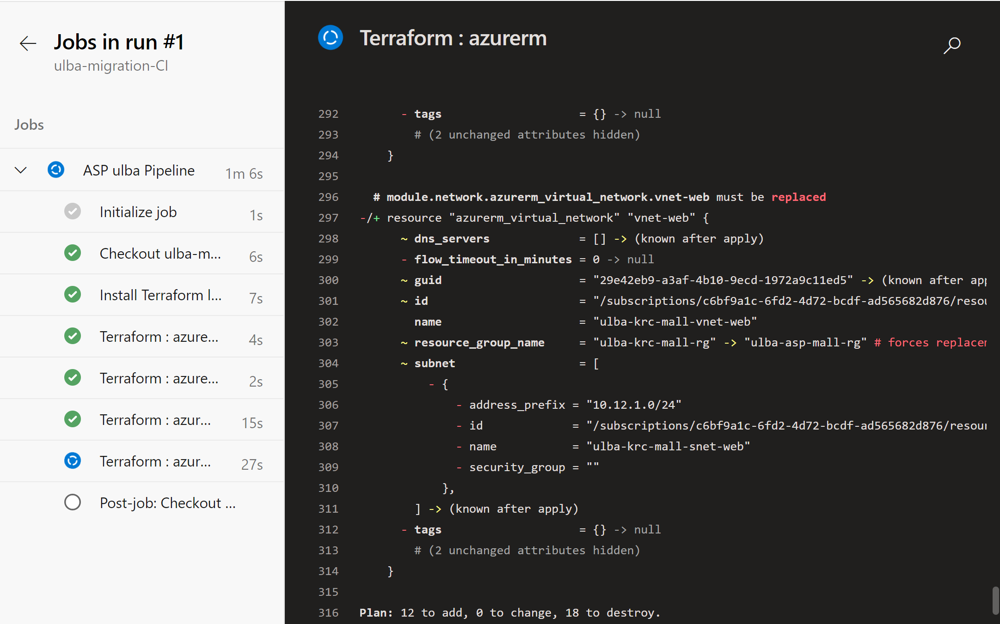 Jobs in run #1
ulba-migration-CI
Jobs
ASP ulba Pipeline 1m 6s
Initialize job 1s
Checkout ulba-m... 6s
Install Terraform l... 7s
Terraform : azure... 4s
Terraform : azure... 2s
Terraform : azur... 15s
Terraform : azur... 27s
Post-job: Checkout ...
Terraform : azurerm
292 - tags = {} -> null
293 # (2 unchanged attributes hidden)
294 }
295
296 # module.network.azurerm_virtual_network.vnet-web must be replaced
297 -/+ resource "azurerm_virtual_network" "vnet-web" {
298 ~ dns_servers = [] -> (known after apply)
299 - flow_timeout_in_minutes = 0 -> null
300 ~ guid = "29e42eb9-a3af-4b10-9ecd-1972a9c11ed5" -> (known after app
301 ~ id = "/subscriptions/c6bf9a1c-6fd2-4d72-bcdf-ad565682d876/resou
302 name = "ulba-krc-mall-vnet-web"
303 ~ resource_group_name = "ulba-krc-mall-rg" -> "ulba-asp-mall-rg" # forces replacem
304 ~ subnet = [
305 - {
306 - address_prefix = "10.12.1.0/24"
307 - id = "/subscriptions/c6bf9a1c-6fd2-4d72-bcdf-ad565682d876/resour
308 - name = "ulba-krc-mall-snet-web"
309 - security_group = ""
310 },
311 ] -> (known after apply)
312 - tags = {} -> null
313 # (2 unchanged attributes hidden)
314 }
315
316 Plan: 12 to add, 0 to change, 18 to destroy.